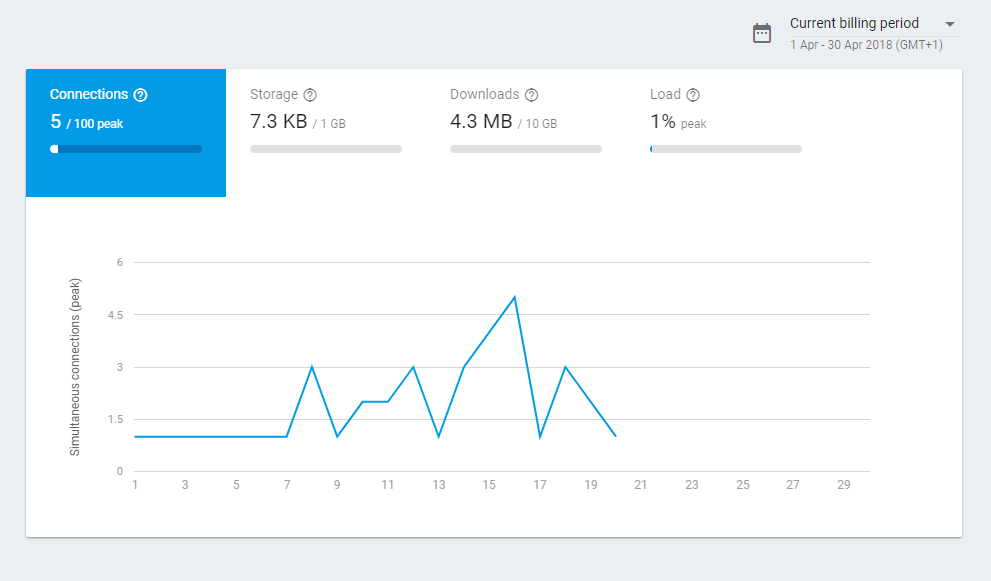 Current billing period
1 Apr - 30 Apr 2018 (GMT+1)
Connections ?
5 / 100 peak
Storage ?
7.3 KB / 1 GB
Downloads ?
4.3 MB / 10 GB
Load ?
1% peak
Simultaneous connections (peak)
6
4.5
3
1.5
0
1 3 5 7 9 11 13 15 17 19 21 23 25 27 29